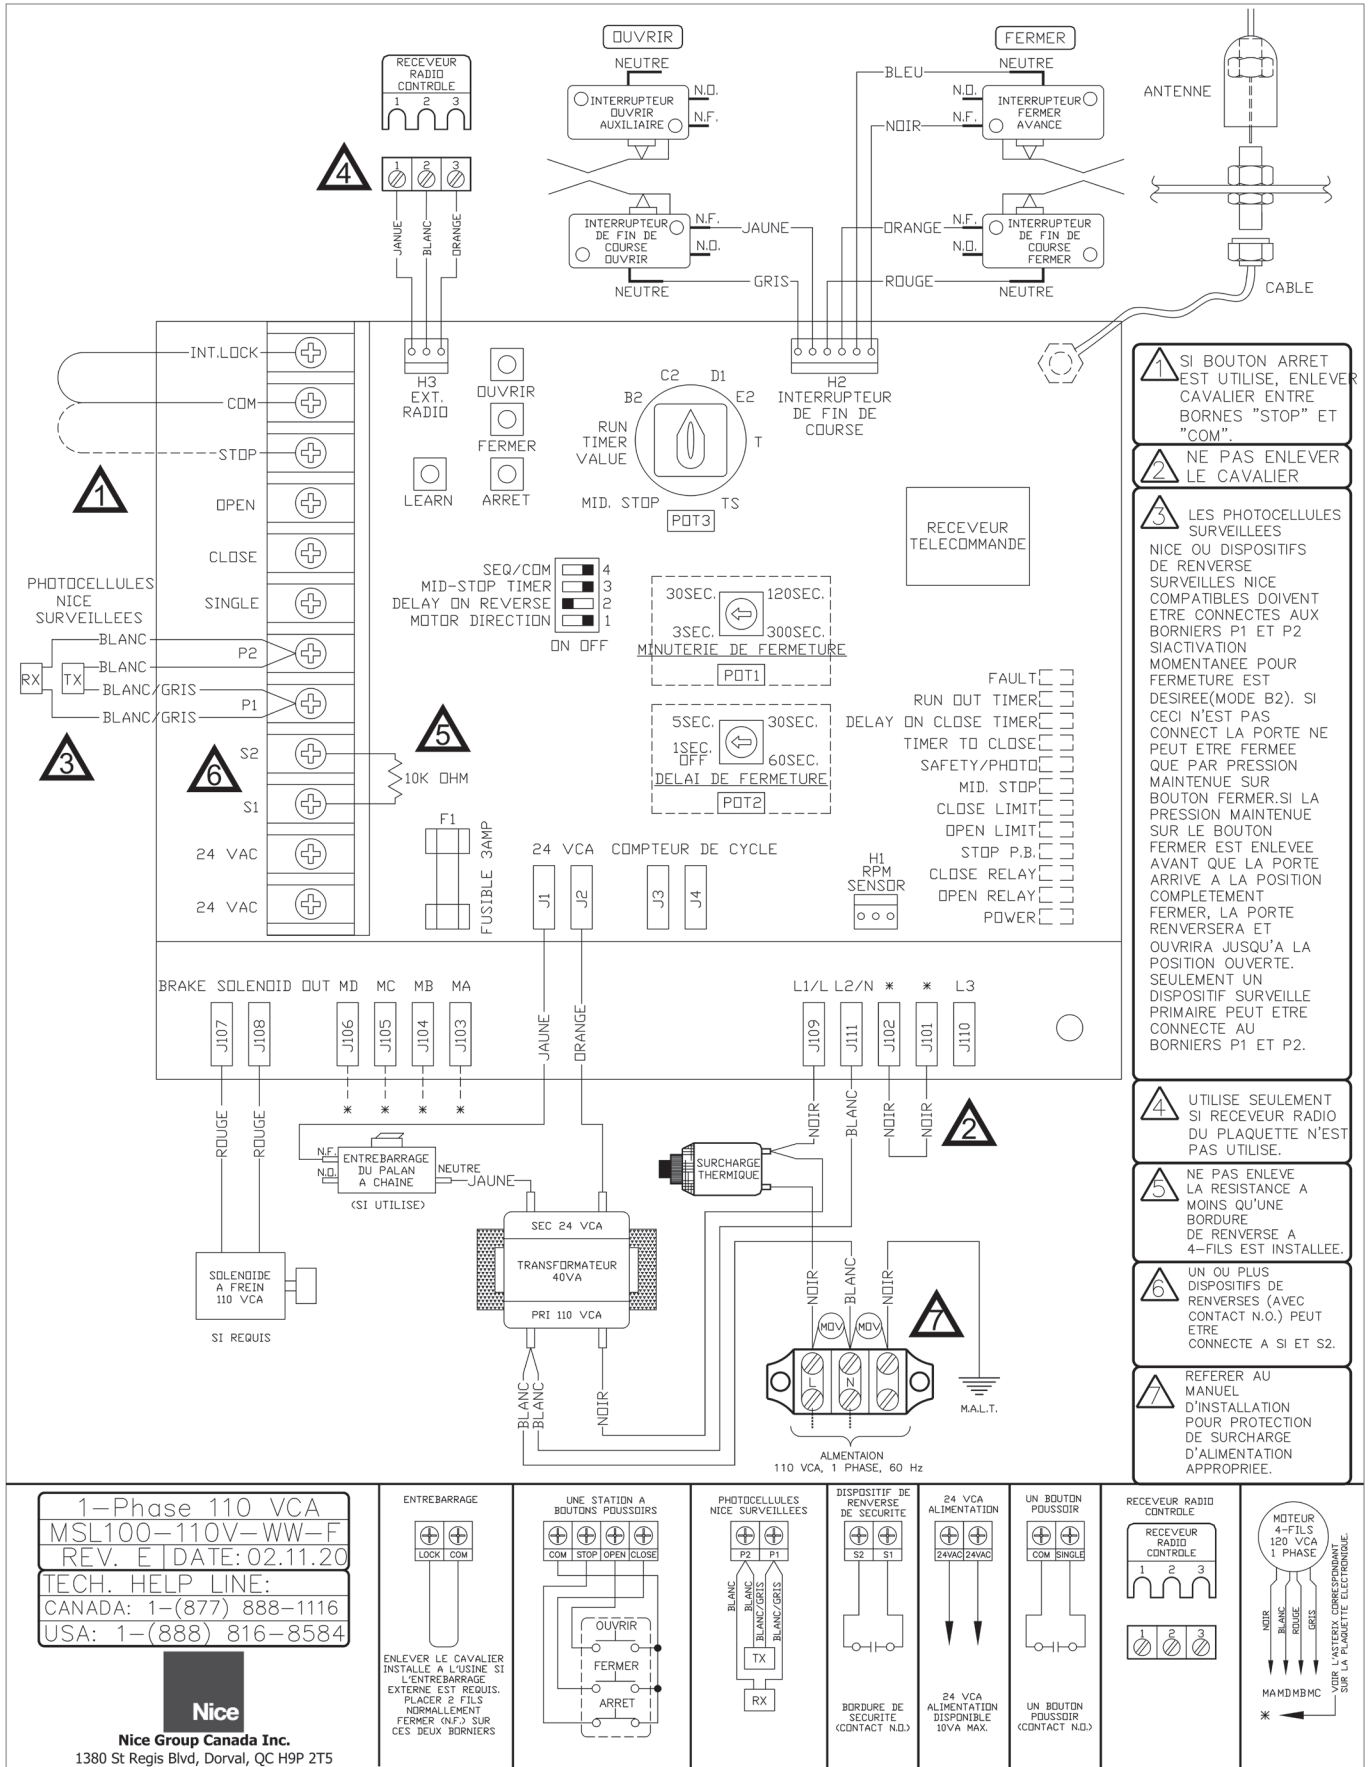 OUVRIR
FERMER
RECEVEUR
RADIO
CONTROLE
1 2 3
4
1 2 3
JANUE
BLANC
ORANGE
NEUTRE
N.O.
INTERRUPTEUR
OUVRIR
AUXILIAIRE
N.F.
INTERRUPTEUR
DE FIN DE
COURSE
OUVRIR
N.F.
N.O.
NEUTRE
JAUNE
GRIS
BLEU
NOIR
ORANGE
ROUGE
NEUTRE
N.O.
INTERRUPTEUR
FERMER
AVANCE
N.F.
N.F.
INTERRUPTEUR
DE FIN DE
COURSE
FERMER
N.O.
NEUTRE
ANTENNE
CABLE
INT.LOCK
COM
STOP
OPEN
CLOSE
SINGLE
P2
P1
S2
S1
24 VAC
24 VAC
1
PHOTOCELLULES
NICE
SURVEILLEES
BLANC
BLANC
RX
TX
BLANC/GRIS
BLANC/GRIS
3
6
5
10K OHM
H3
EXT.
RADIO
OUVRIR
FERMER
LEARN
ARRET
B2
C2
D1
E2
T
TS
RUN
TIMER
VALUE
MID. STOP
POT3
H2
INTERRUPTEUR
DE FIN DE
COURSE
RECEVEUR
TELECOMMANDE
SEQ/COM 4
MID-STOP TIMER 3
DELAY ON REVERSE 2
MOTOR DIRECTION 1
ON OFF
30SEC. 120SEC.
3SEC. 300SEC.
MINUTERIE DE FERMETURE
POT1
5SEC. 30SEC.
1SEC.
OFF 60SEC.
DELAI DE FERMETURE
POT2
FAULT
RUN OUT TIMER
DELAY ON CLOSE TIMER
TIMER TO CLOSE
SAFETY/PHOTO
MID. STOP
CLOSE LIMIT
OPEN LIMIT
STOP P.B.
CLOSE RELAY
OPEN RELAY
POWER
F1
FUSIBLE 3AMP
24 VCA COMPTEUR DE CYCLE
J1
J2
J3
J4
H1
RPM
SENSOR
BRAKE SOLENOID OUT MD MC MB MA
J107
J108
J106
J105
J104
J103
* * * *
JAUNE
ORANGE
L1/L L2/N * * L3
J109
J111
J102
J101
J110
ROUGE
ROUGE
NOIR
BLANC
NOIR
NOIR
2
N.F.
N.O.
ENTREBARRAGE
DU PALAN
A CHAINE
NEUTRE
JAUNE
(SI UTILISE)
SURCHARGE
THERMIQUE
SEC 24 VCA
TRANSFORMATEUR
40VA
PRI 110 VCA
SOLENOIDE
A FREIN
110 VCA
SI REQUIS
BLANC
BLANC
NOIR
NOIR
BLANC
NOIR
MOV
MOV
7
L
N
M.A.L.T.
ALMENTAION
110 VCA, 1 PHASE, 60 Hz
1
SI BOUTON ARRET
EST UTILISE, ENLEVER
CAVALIER ENTRE
BORNES "STOP" ET
"COM".
2
NE PAS ENLEVER
LE CAVALIER
3
LES PHOTOCELLULES
SURVEILLEES
NICE OU DISPOSITIFS
DE RENVERSE
SURVEILLES NICE
COMPATIBLES DOIVENT
ETRE CONNECTES AUX
BORNIERS P1 ET P2
SIACTIVATION
MOMENTANEE POUR
FERMETURE EST
DESIREE(MODE B2). SI
CECI N'EST PAS
CONNECT LA PORTE NE
PEUT ETRE FERMEE
QUE PAR PRESSION
MAINTENUE SUR
BOUTON FERMER.SI LA
PRESSION MAINTENUE
SUR LE BOUTON
FERMER EST ENLEVEE
AVANT QUE LA PORTE
ARRIVE A LA POSITION
COMPLETEMENT
FERMER, LA PORTE
RENVERSERA ET
OUVRIRA JUSQU'A LA
POSITION OUVERTE.
SEULEMENT UN
DISPOSITIF SURVEILLE
PRIMAIRE PEUT ETRE
CONNECTE AU
BORNIERS P1 ET P2.
4
UTILISE SEULEMENT
SI RECEVEUR RADIO
DU PLAQUETTE N'EST
PAS UTILISE.
5
NE PAS ENLEVE
LA RESISTANCE A
MOINS QU'UNE
BORDURE
DE RENVERSE A
4-FILS EST INSTALLEE.
6
UN OU PLUS
DISPOSITIFS DE
RENVERSES (AVEC
CONTACT N.O.) PEUT
ETRE
CONNECTE A SI ET S2.
7
REFERER AU
MANUEL
D'INSTALLATION
POUR PROTECTION
DE SURCHARGE
D'ALIMENTATION
APPROPRIEE.
1-Phase 110 VCA
MSL100-110V-WW-F
REV. E DATE: 02.11.20
TECH. HELP LINE:
CANADA: 1-(877) 888-1116
USA: 1-(888) 816-8584
Nice
Nice Group Canada Inc.
1380 St Regis Blvd, Dorval, QC H9P 2T5
ENTREBARRAGE
LOCK COM
ENLEVER LE CAVALIER
INSTALLE A L'USINE SI
L'ENTREBARRAGE
EXTERNE EST REQUIS.
PLACER 2 FILS
NORMALLEMENT
FERMER (N.F.) SUR
CES DEUX BORNIERS
UNE STATION A
BOUTONS POUSSOIRS
COM STOP OPEN CLOSE
OUVRIR
FERMER
ARRET
PHOTOCELLULES
NICE SURVEILLEES
P2 P1
BLANC
BLANC
BLANC/GRIS
BLANC/GRIS
TX
RX
DISPOSITIF DE
RENVERSE
DE SECURITE
S2 S1
BORDURE DE
SECURITE
(CONTACT N.O.)
24 VCA
ALIMENTATION
24VAC 24VAC
24 VCA
ALIMENTATION
DISPONIBLE
10VA MAX.
UN BOUTON
POUSSOIR
COM SINGLE
UN BOUTON
POUSSOIR
(CONTACT N.O.)
RECEVEUR RADIO
CONTROLE
RECEVEUR
RADIO
CONTROLE
1 2 3
1 2 3
MOTEUR
4-FILS
120 VCA
1 PHASE
NOIR
BLANC
ROUGE
GRIS
MAMDMBMC
*
VOIR L'ASTERIX CORRESPONDANT
SUR LA PLAQUETTE ELECTRONIQUE.